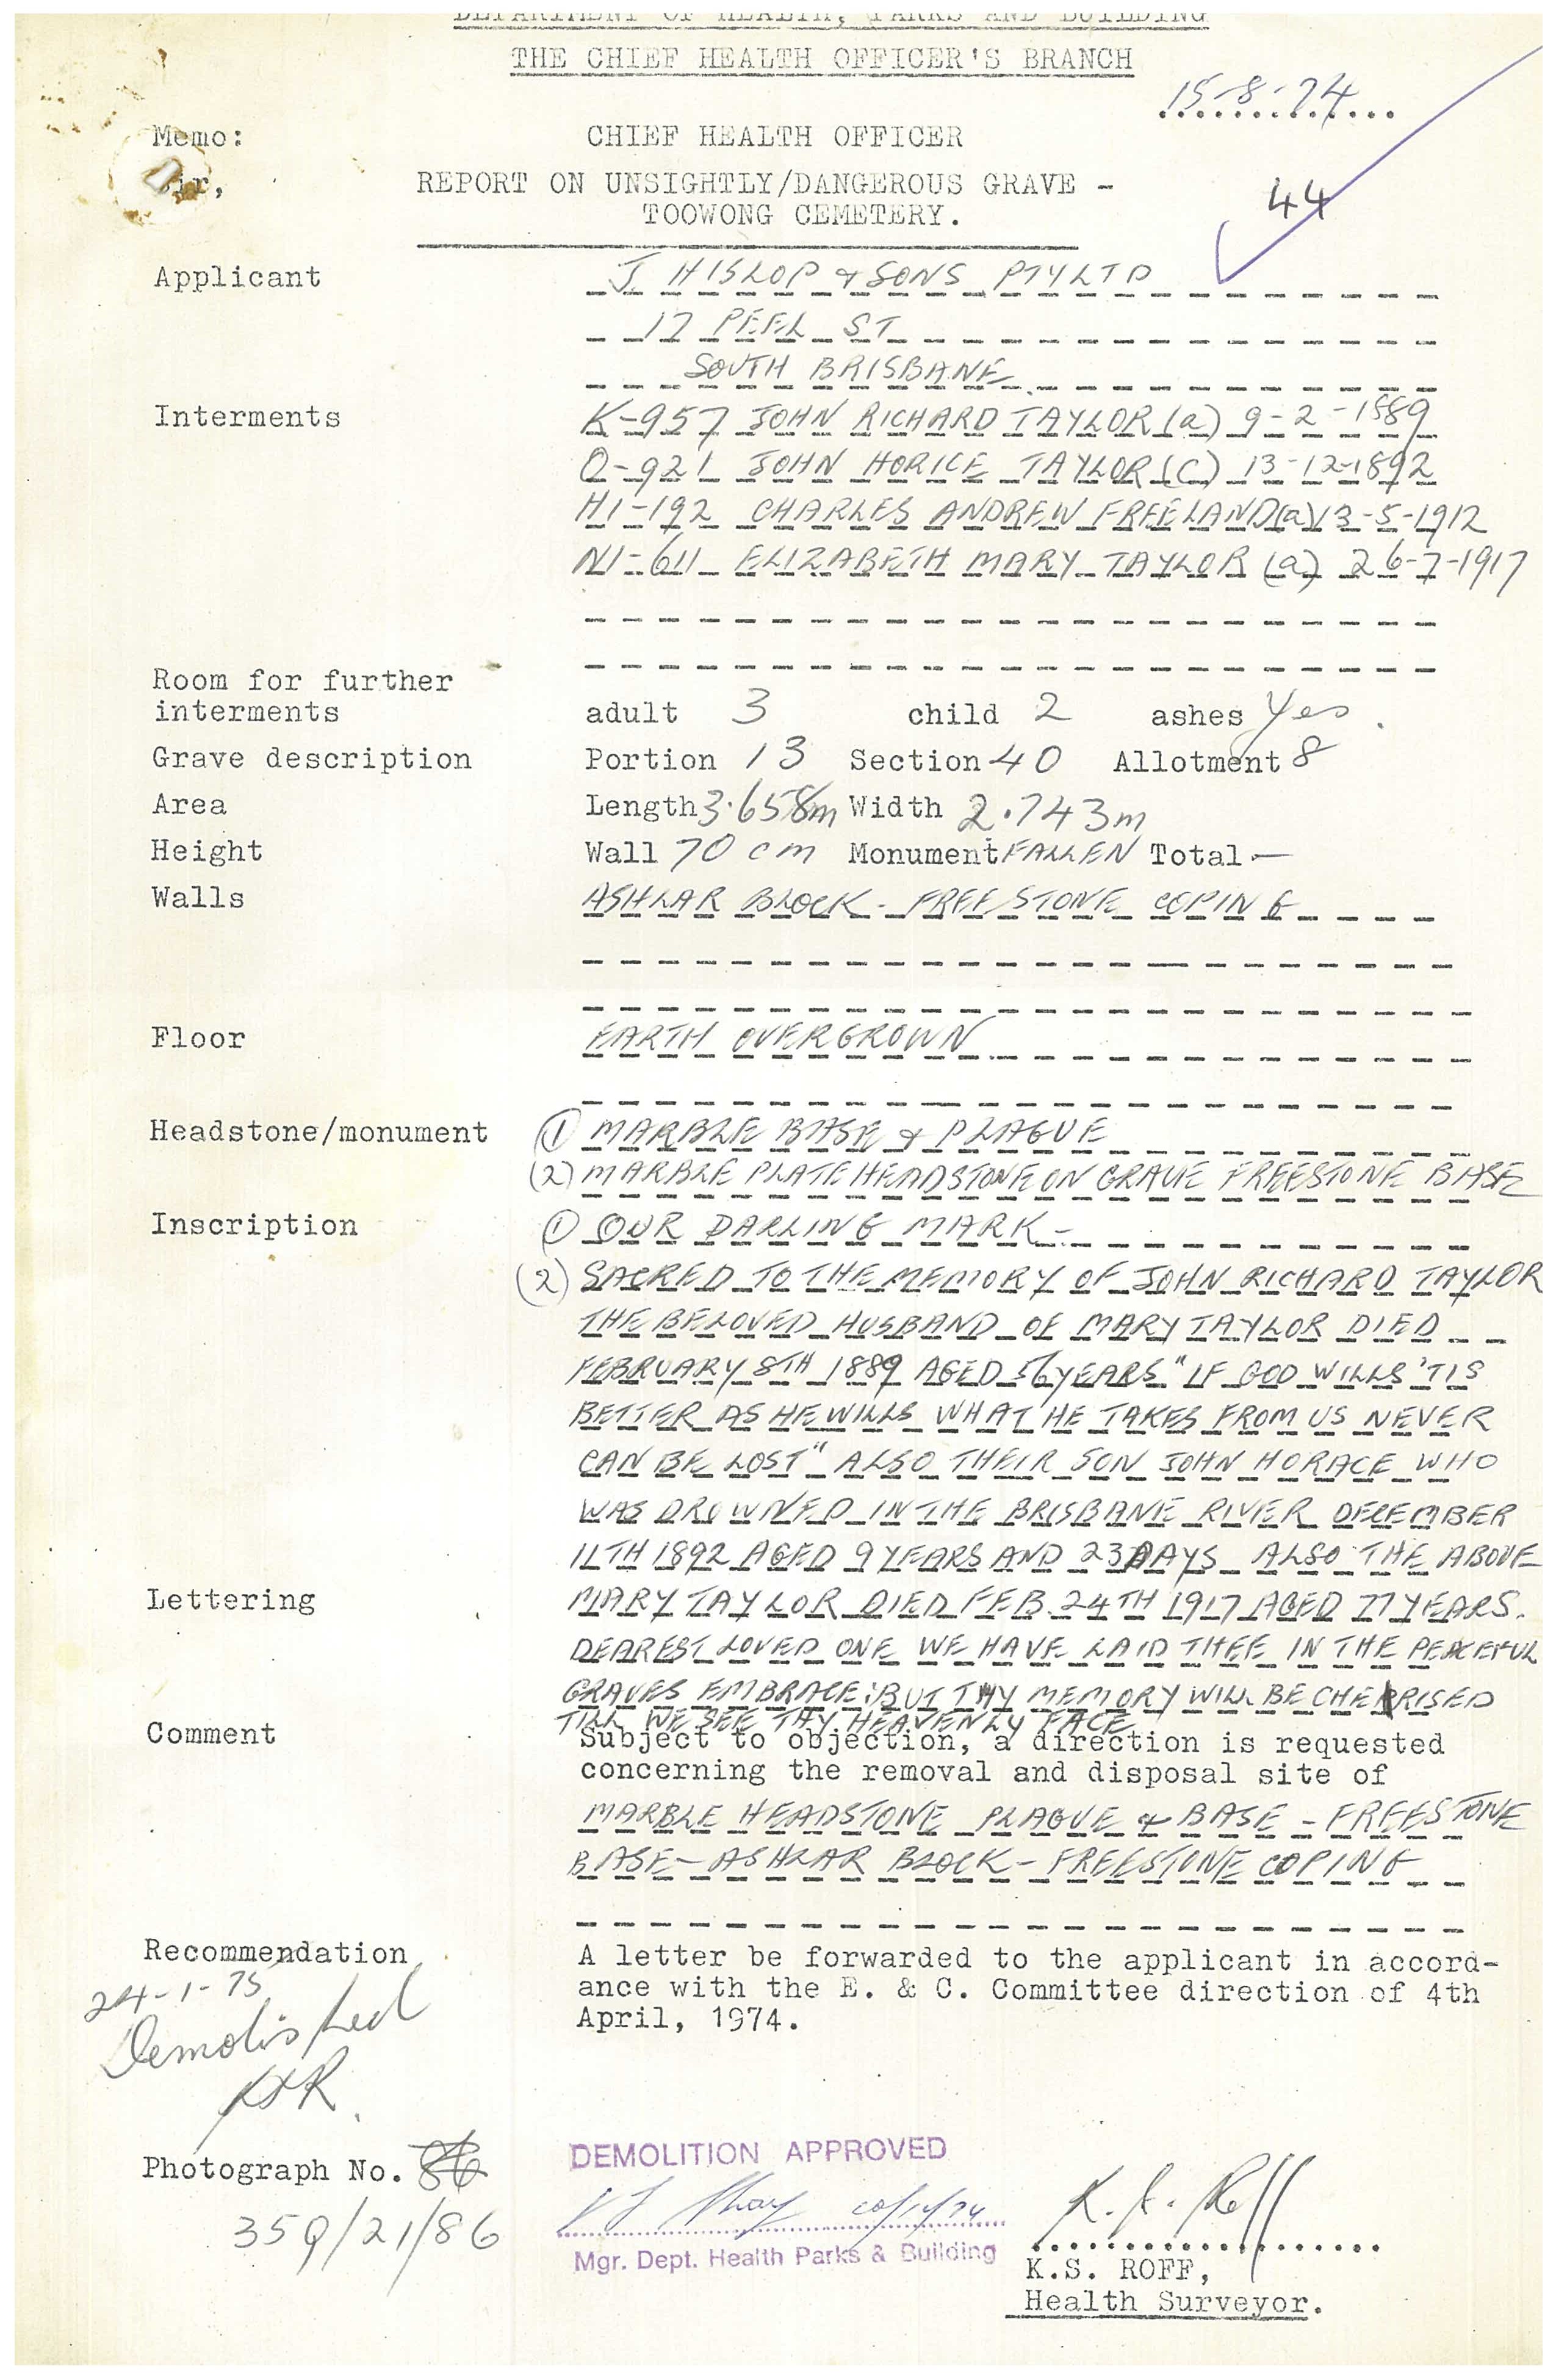 DEPARTMENT OF HEALTH, PARKS AND BUILDING
THE CHIEF HEALTH OFFICER'S BRANCH
15-8-74
Memo: CHIEF HEALTH OFFICER
Sir, REPORT ON UNSIGHTLY/DANGEROUS GRAVE -
TOOWONG CEMETERY.
44
Applicant J. HISLOP & SONS PTY LTD
17 PEEL ST
SOUTH BRISBANE
Interments K-957 JOHN RICHARD TAYLOR (a) 9-2-1889
O-921 JOHN HORICE TAYLOR (C) 13-12-1892
H1-192 CHARLES ANDREW FREELAND (a) 3-5-1912
N1-611 ELIZABETH MARY TAYLOR (a) 26-7-1917
Room for further
interments adult 3 child 2 ashes Yes.
Grave description Portion 13 Section 40 Allotment 8
Area Length 3.658m Width 2.743m
Height Wall 70 cm Monument FALLEN Total -
Walls ASHLAR BLOCK - FREESTONE COPING
Floor EARTH OVERGROWN
Headstone/monument (1) MARBLE BASE & PLAGUE
(2) MARBLE PLATE HEADSTONE ON GRAVE FREESTONE BASE
Inscription (1) OUR DARLING MARK -
(2) SACRED TO THE MEMORY OF JOHN RICHARD TAYLOR
THE BELOVED HUSBAND OF MARY TAYLOR DIED
FEBRUARY 8TH 1889 AGED 56 YEARS "IF GOD WILLS 'TIS
BETTER AS HE WILLS WHAT HE TAKES FROM US NEVER
CAN BE LOST" ALSO THEIR SON JOHN HORACE WHO
WAS DROWNED IN THE BRISBANE RIVER DECEMBER
11TH 1892 AGED 9 YEARS AND 23 DAYS ALSO THE ABOVE
Lettering MARY TAYLOR DIED FEB. 24TH 1917 AGED 77 YEARS.
DEAREST LOVED ONE WE HAVE LAID THEE IN THE PEACEFUL
GRAVES EMBRACE: BUT THY MEMORY WILL BE CHERRISED
TILL WE SEE THY HEAVENLY FACE
Comment Subject to objection, a direction is requested
concerning the removal and disposal site of
MARBLE HEADSTONE PLAGUE & BASE - FREESTONE
BASE - ASHLAR BLOCK - FREESTONE COPING
Recommendation A letter be forwarded to the applicant in accord-
ance with the E. & C. Committee direction of 4th
April, 1974.
24-1-75
Demolished
Photograph No. 86
35Q/21/86
DEMOLITION APPROVED
Mgr. Dept. Health Parks & Building
K.S. Roff
K.S. ROFF,
Health Surveyor.